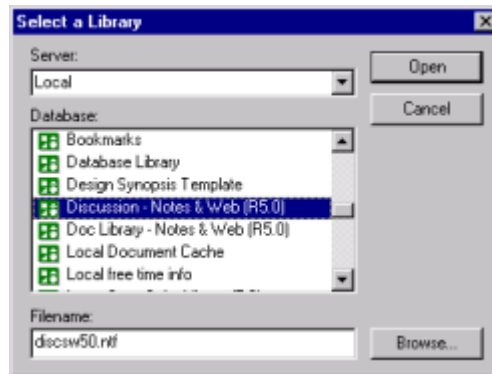 Select a Library
Server:
Local
Open
Cancel
Database:
Bookmarks
Database Library
Design Synopsis Template
Discussion - Notes & Web (R5.0)
Doc Library - Notes & Web (R5.0)
Local Document Cache
Local free time info
Filename:
discsw50.ntf
Browse...